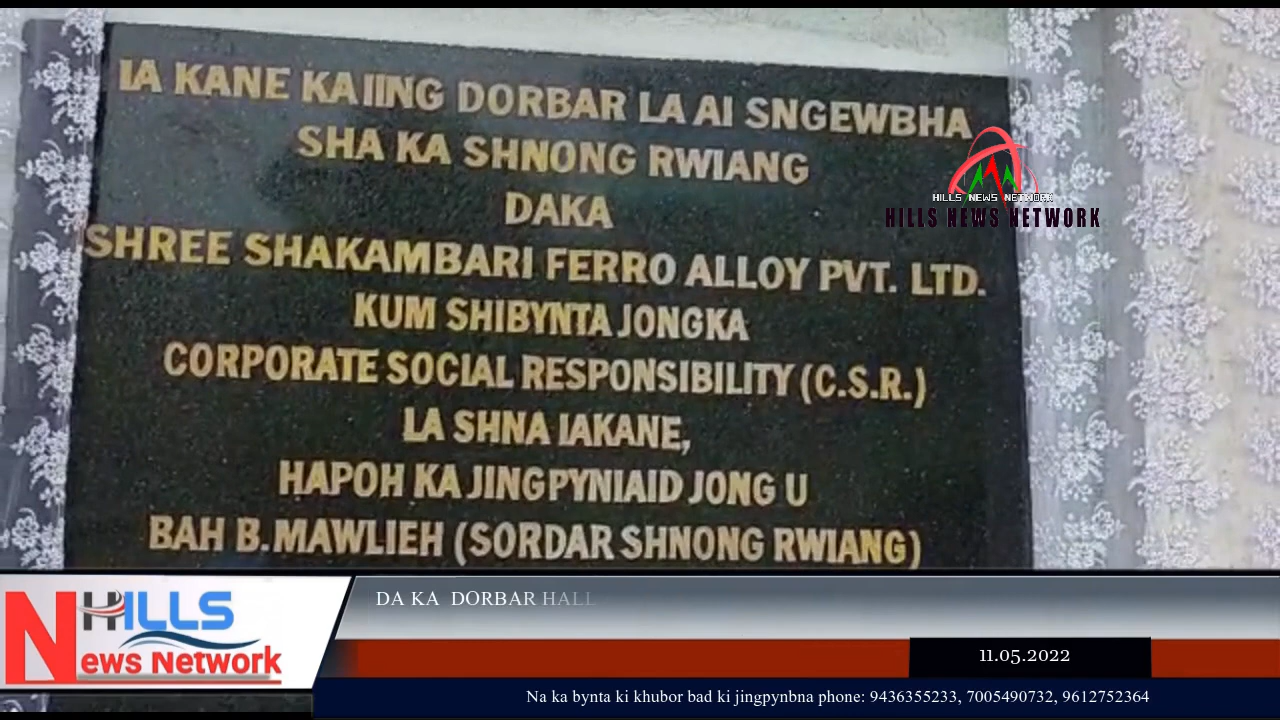 IA KANE KAIING DORBAR LA AI SNGEWBHA
SHA KA SHNONG RWIANG
DAKA
SHREE SHAKAMBARI FERRO ALLOY PVT. LTD.
KUM SHIBYNTA JONGKA
CORPORATE SOCIAL RESPONSIBILITY (C.S.R.)
LA SHNA IAKANE,
HAPOH KA JINGPYNIAID JONG U
BAH B.MAWLIEH (SORDAR SHNONG RWIANG)
HILLS NEWS NETWORK
HILLS NEWS NETWORK
NHILLS
News Network
DA KA DORBAR HALL
11.05.2022
Na ka bynta ki khubor bad ki jingpynbna phone: 9436355233, 7005490732, 9612752364